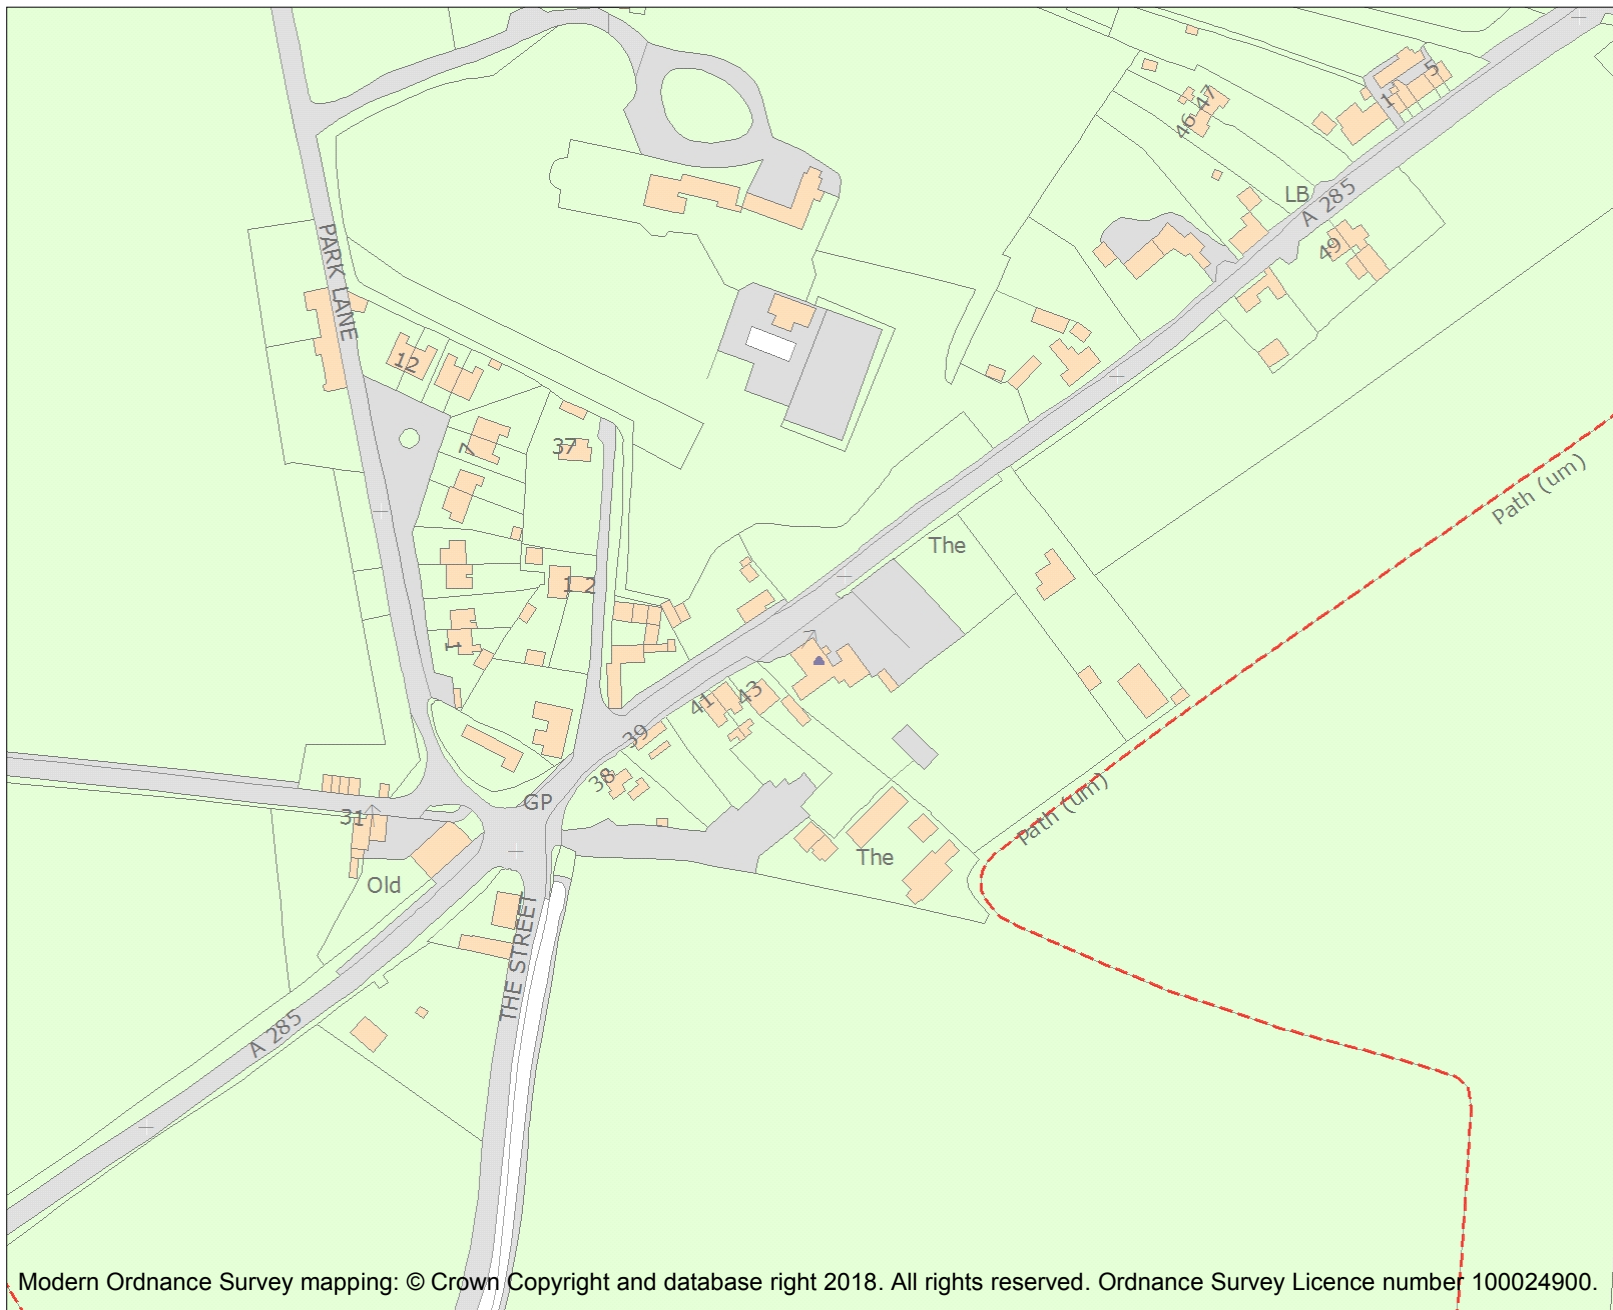 5
1
47
46
LB
A 285
49
PARK LANE
12
7
37
Path (um)
The
1 2
1
43
41
39
38
Path (um)
GP
31
The
Old
THE STREET
A 285
Modern Ordnance Survey mapping: © Crown Copyright and database right 2018. All rights reserved. Ordnance Survey Licence number 100024900.